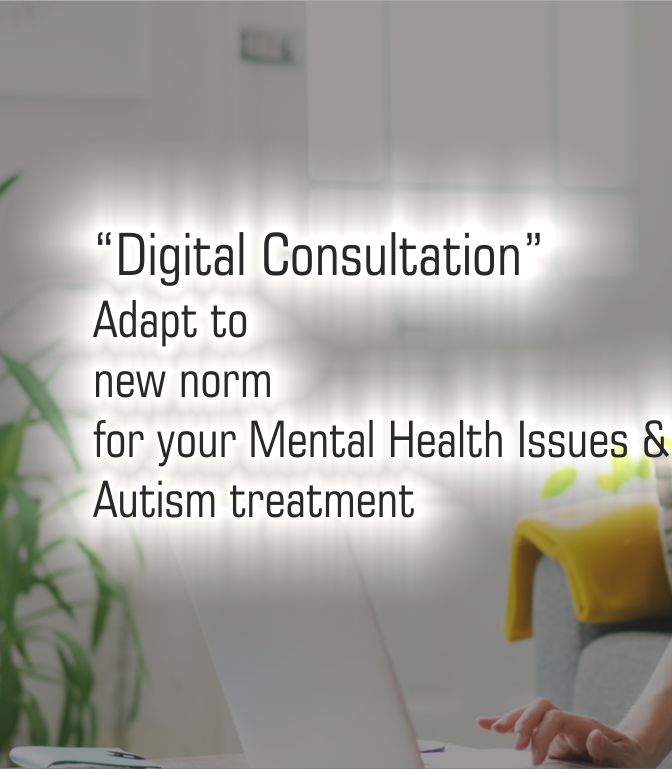 “Digital Consultation”
Adapt to
new norm
for your Mental Health Issues &
Autism treatment